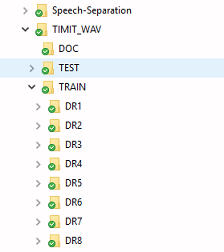 Speech-Separation
TIMIT_WAV
DOC
TEST
TRAIN
DR1
DR2
DR3
DR4
DR5
DR6
DR7
DR8